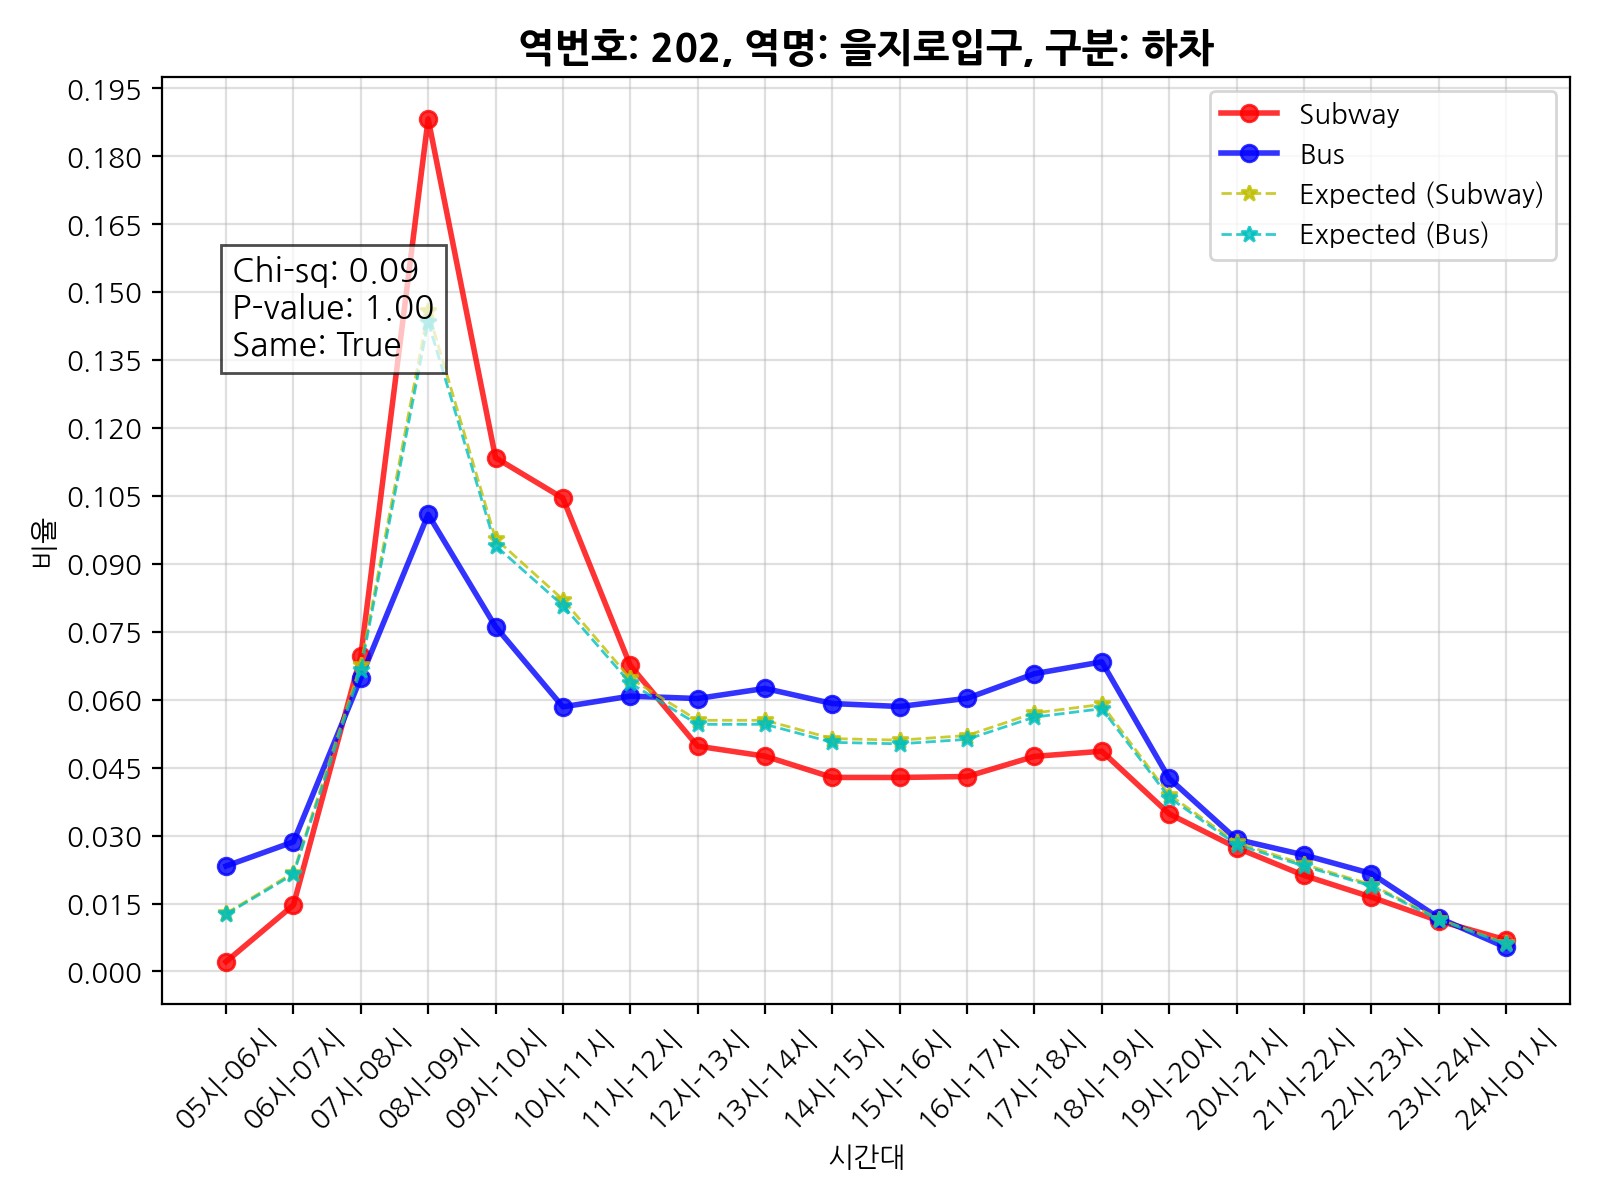 역번호: 202, 역명: 을지로입구, 구분: 하차
0.195
0.180
0.165
0.150
0.135
0.120
0.105
0.090
0.075
0.060
0.045
0.030
0.015
0.000
비율
Subway
Bus
Expected (Subway)
Expected (Bus)
Chi-sq: 0.09
P-value: 1.00
Same: True
05시-06시
06시-07시
07시-08시
08시-09시
09시-10시
10시-11시
11시-12시
12시-13시
13시-14시
14시-15시
15시-16시
16시-17시
17시-18시
18시-19시
19시-20시
20시-21시
21시-22시
22시-23시
23시-24시
24시-01시
시간대